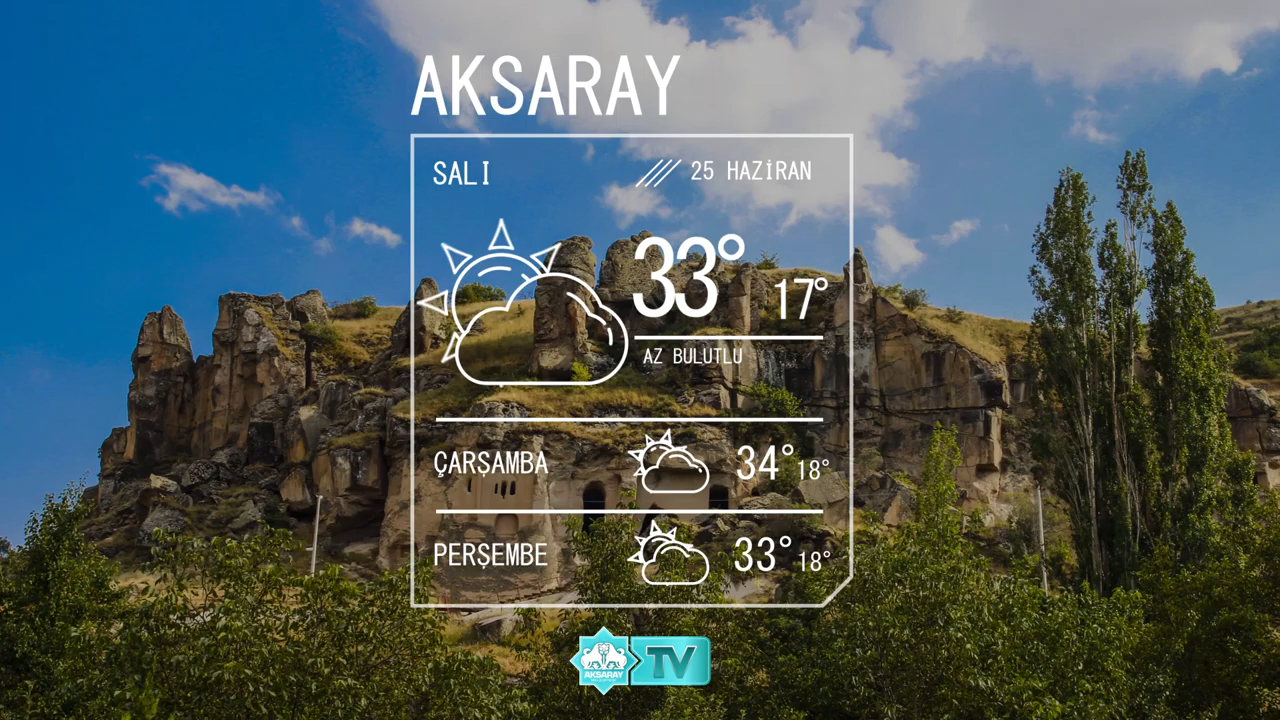 AKSARAY
SALI
25 HAZİRAN
33°
17°
AZ BULUTLU
ÇARŞAMBA 34° 18°
PERŞEMBE 33° 18°
AKSARAY
TV